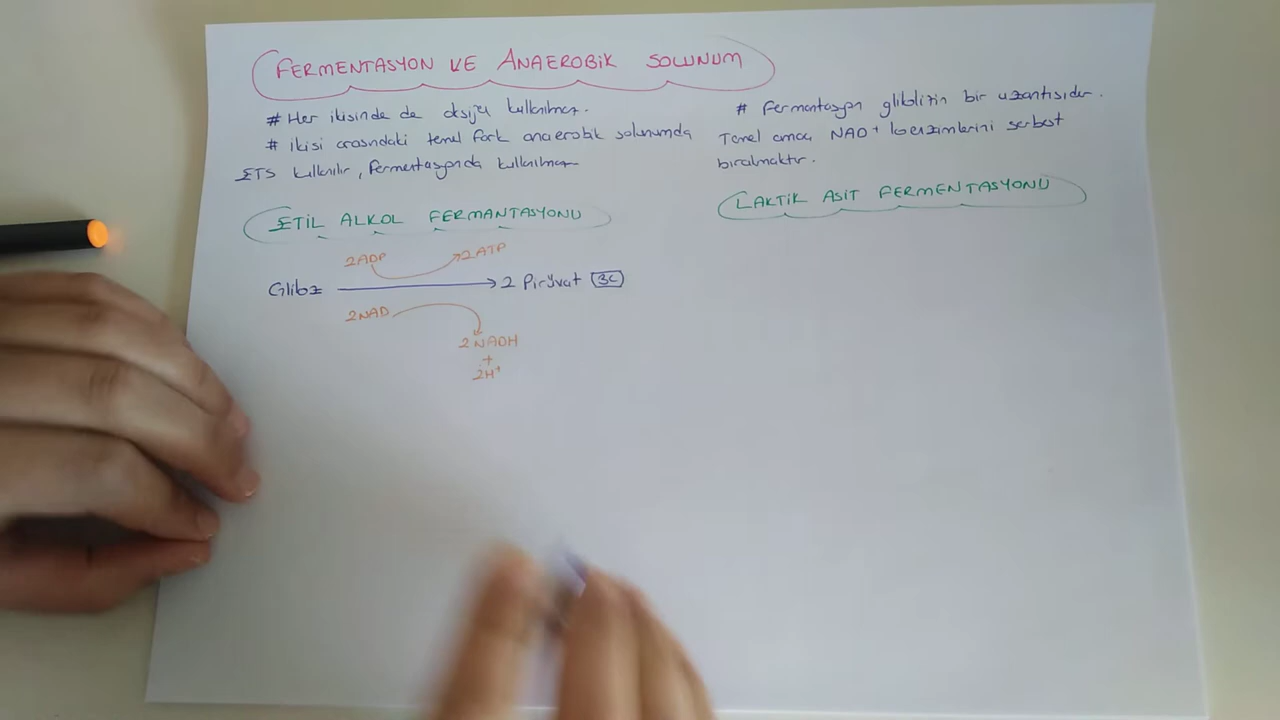 FERMENTASYON VE ANAEROBİK SOLUNUM
# Her ikisinde de oksijen kullanılmaz.
# ikisi arasındaki temel fark anaerobik solunumda
ETS kullanılır, fermentasyonda kullanılmaz
# fermentasyon glikolizin bir uzantısıdır.
Temel amaç NAD+ koenzimlerini serbest
bırakmaktır.
ETİL ALKOL FERMANTASYONU
2ADP 2ATP
Glikoz → 2 Pirüvat 3C
2NAD
2NADH
+
2H+
LAKTİK ASİT FERMENTASYONU